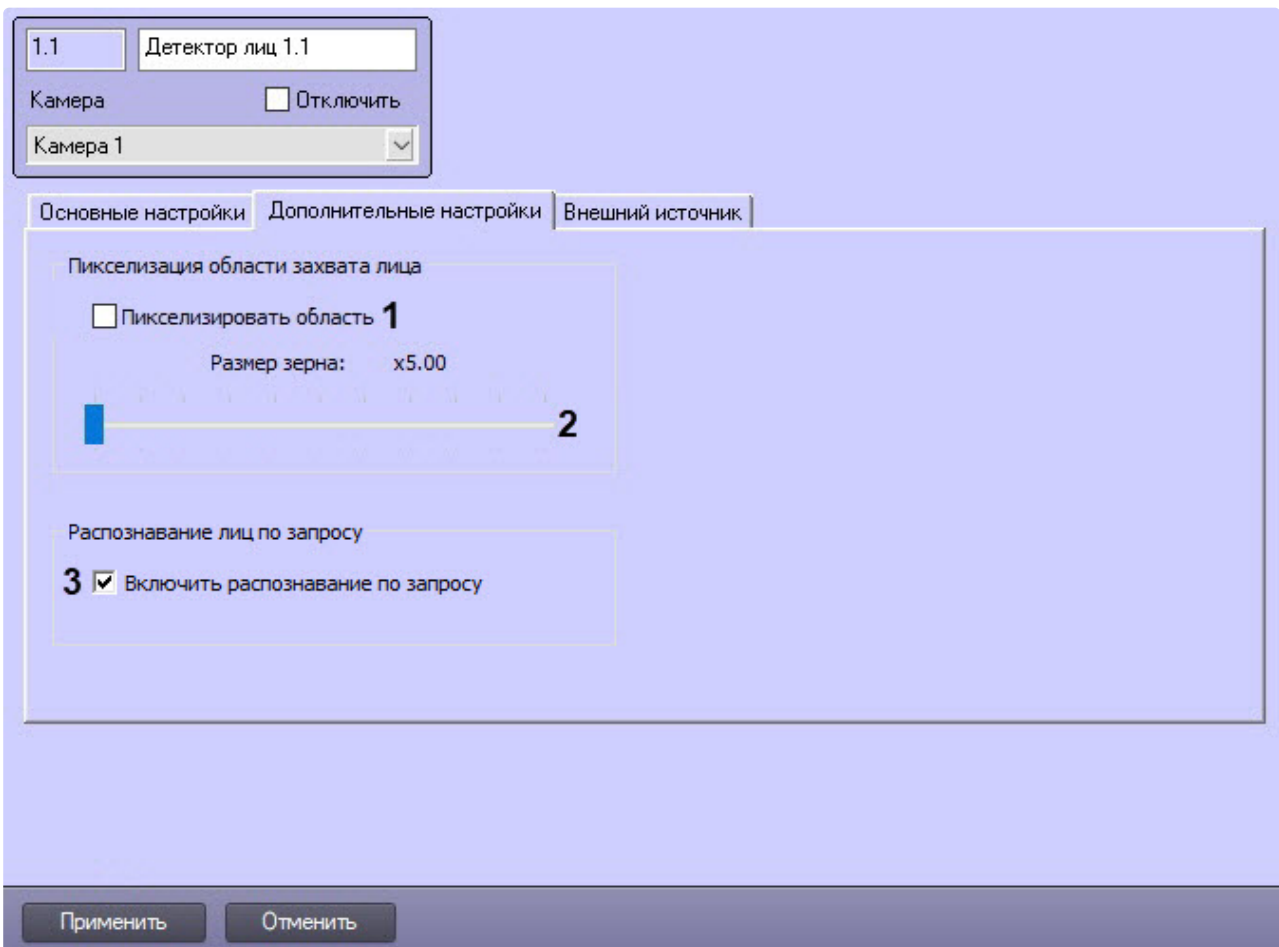 1.1 Детектор лиц 1.1
Камера Отключить
Камера 1
Основные настройки Дополнительные настройки Внешний источник
Пикселизация области захвата лица
Пикселизировать область 1
Размер зерна: x5.00
2
Распознавание лиц по запросу
3 Включить распознавание по запросу
Применить Отменить